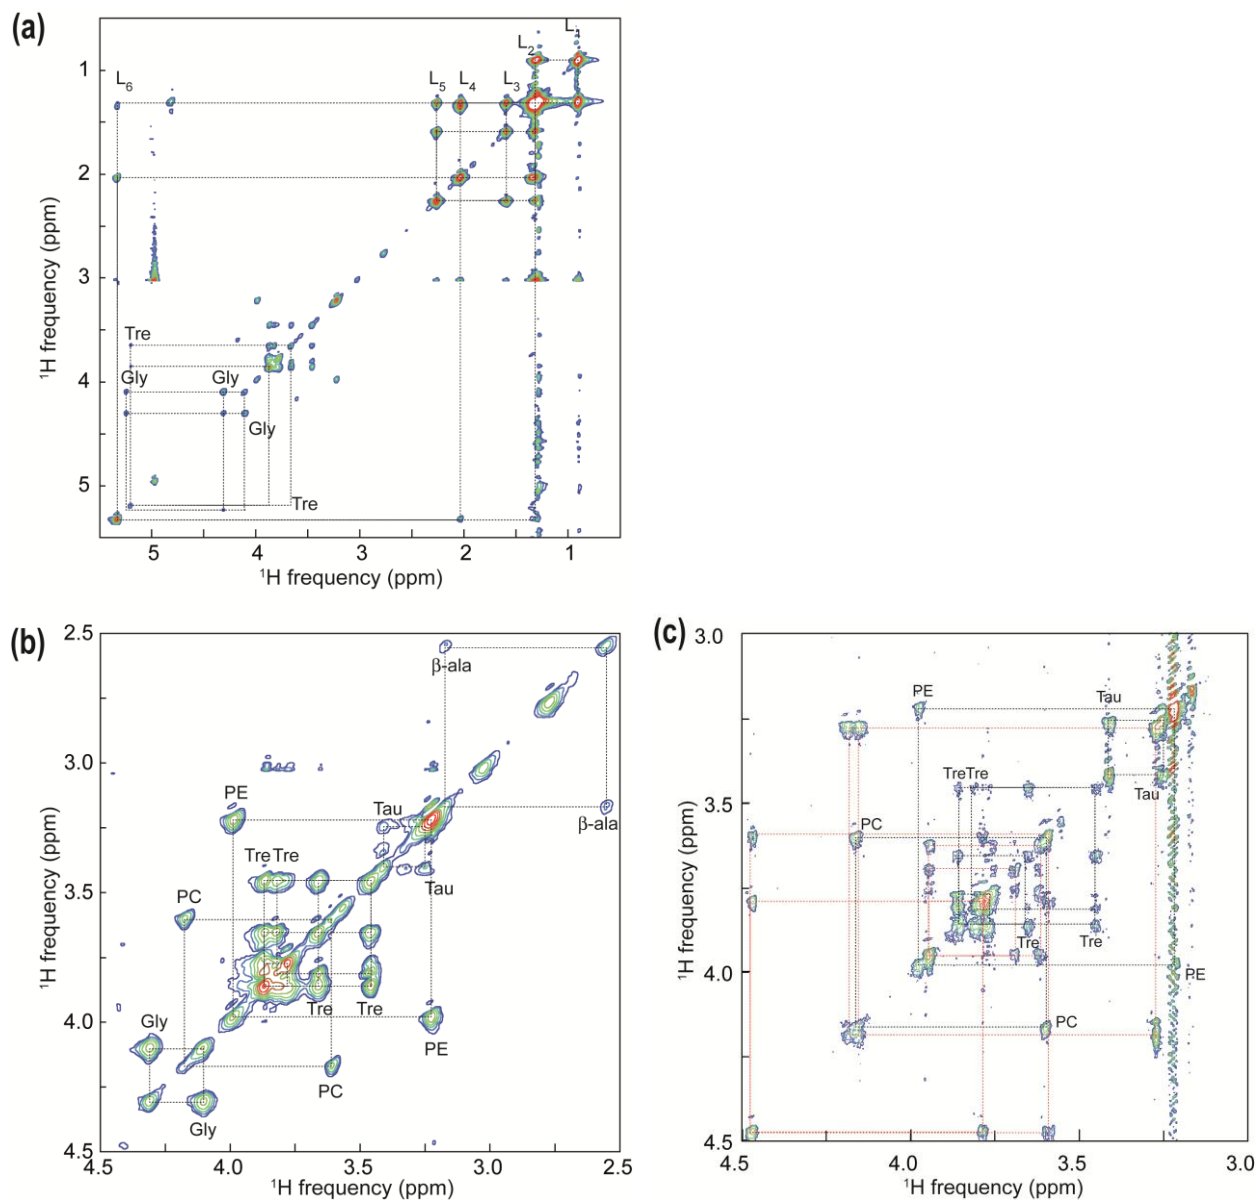 (a)
L₁
L₂
L₆
L₅
L₄
L₃
1
2
3
4
5
Tre
Gly
Gly
Gly
Tre
5
4
3
2
1
¹H frequency (ppm)
¹H frequency (ppm)
(b)
2.5
3.0
3.5
4.0
4.5
β-ala
PE
Tau
β-ala
Tre Tre
Tau
PC
Gly
Tre
Tre
PE
PC
Gly
4.5
4.0
3.5
3.0
2.5
¹H frequency (ppm)
¹H frequency (ppm)
(c)
3.0
3.5
4.0
4.5
PE
Tau
TreTre
Tau
PC
Tre
Tre
PE
PC
4.5
4.0
3.5
3.0
¹H frequency (ppm)
¹H frequency (ppm)